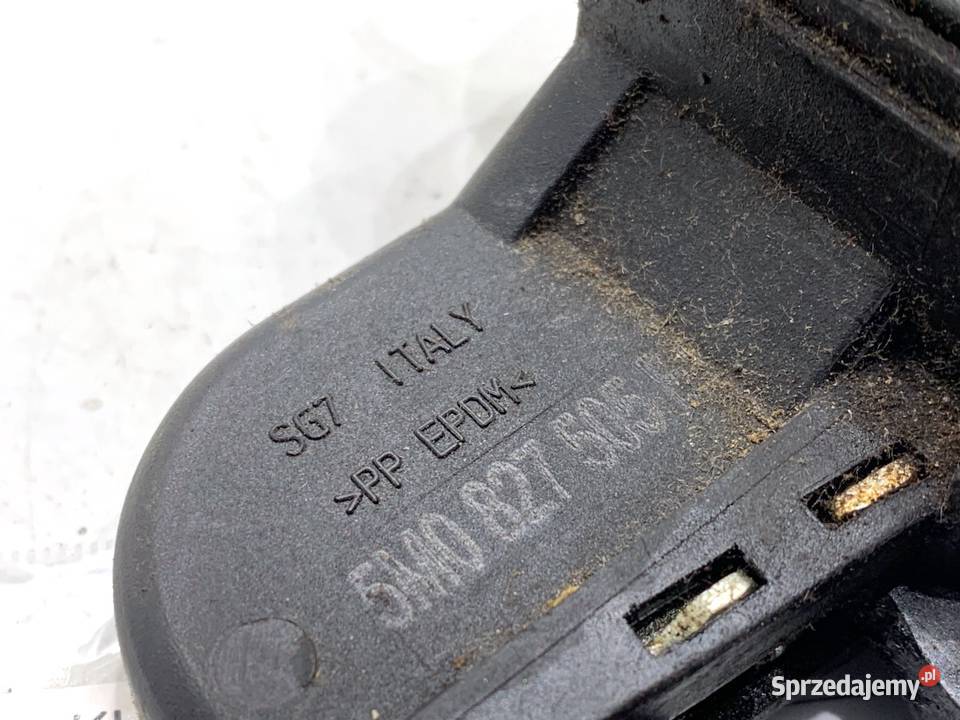 SG7 ITALY
>PP EPDM<
5M0 827 505
Sprzedajemy.pl